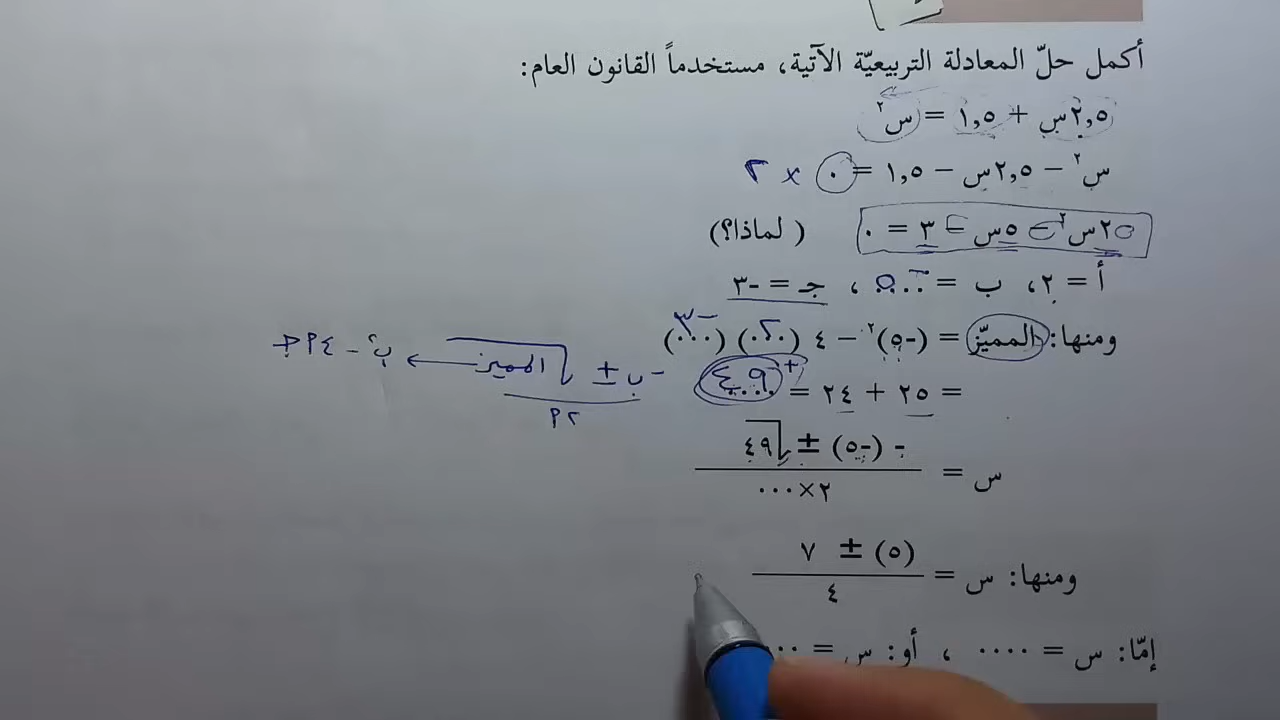 أكمل حلّ المعادلة التربيعيّة الآتية، مستخدماً القانون العام:
٢,٥س + ١,٥ = س٢
س٢ − ٢,٥س − ١,٥ = ٠ × ٢
٢س٢ − ٥س − ٣ = ٠ ( لماذا؟)
أ = ٢، ب = −٥ ، جـ = -٣
ومنها: المميّز = (-٥)٢ − ٤ (٢) (−٣)
= ٢٥ + ٢٤ = ٤٩ +
−ب ± √المميز ← ب٢ − ٤أج
٢أ
س = - (-٥) ± √٤٩
٢×...
ومنها: س = (٥) ± ٧
٤
إمّا: س = .... ، أو: س = ...